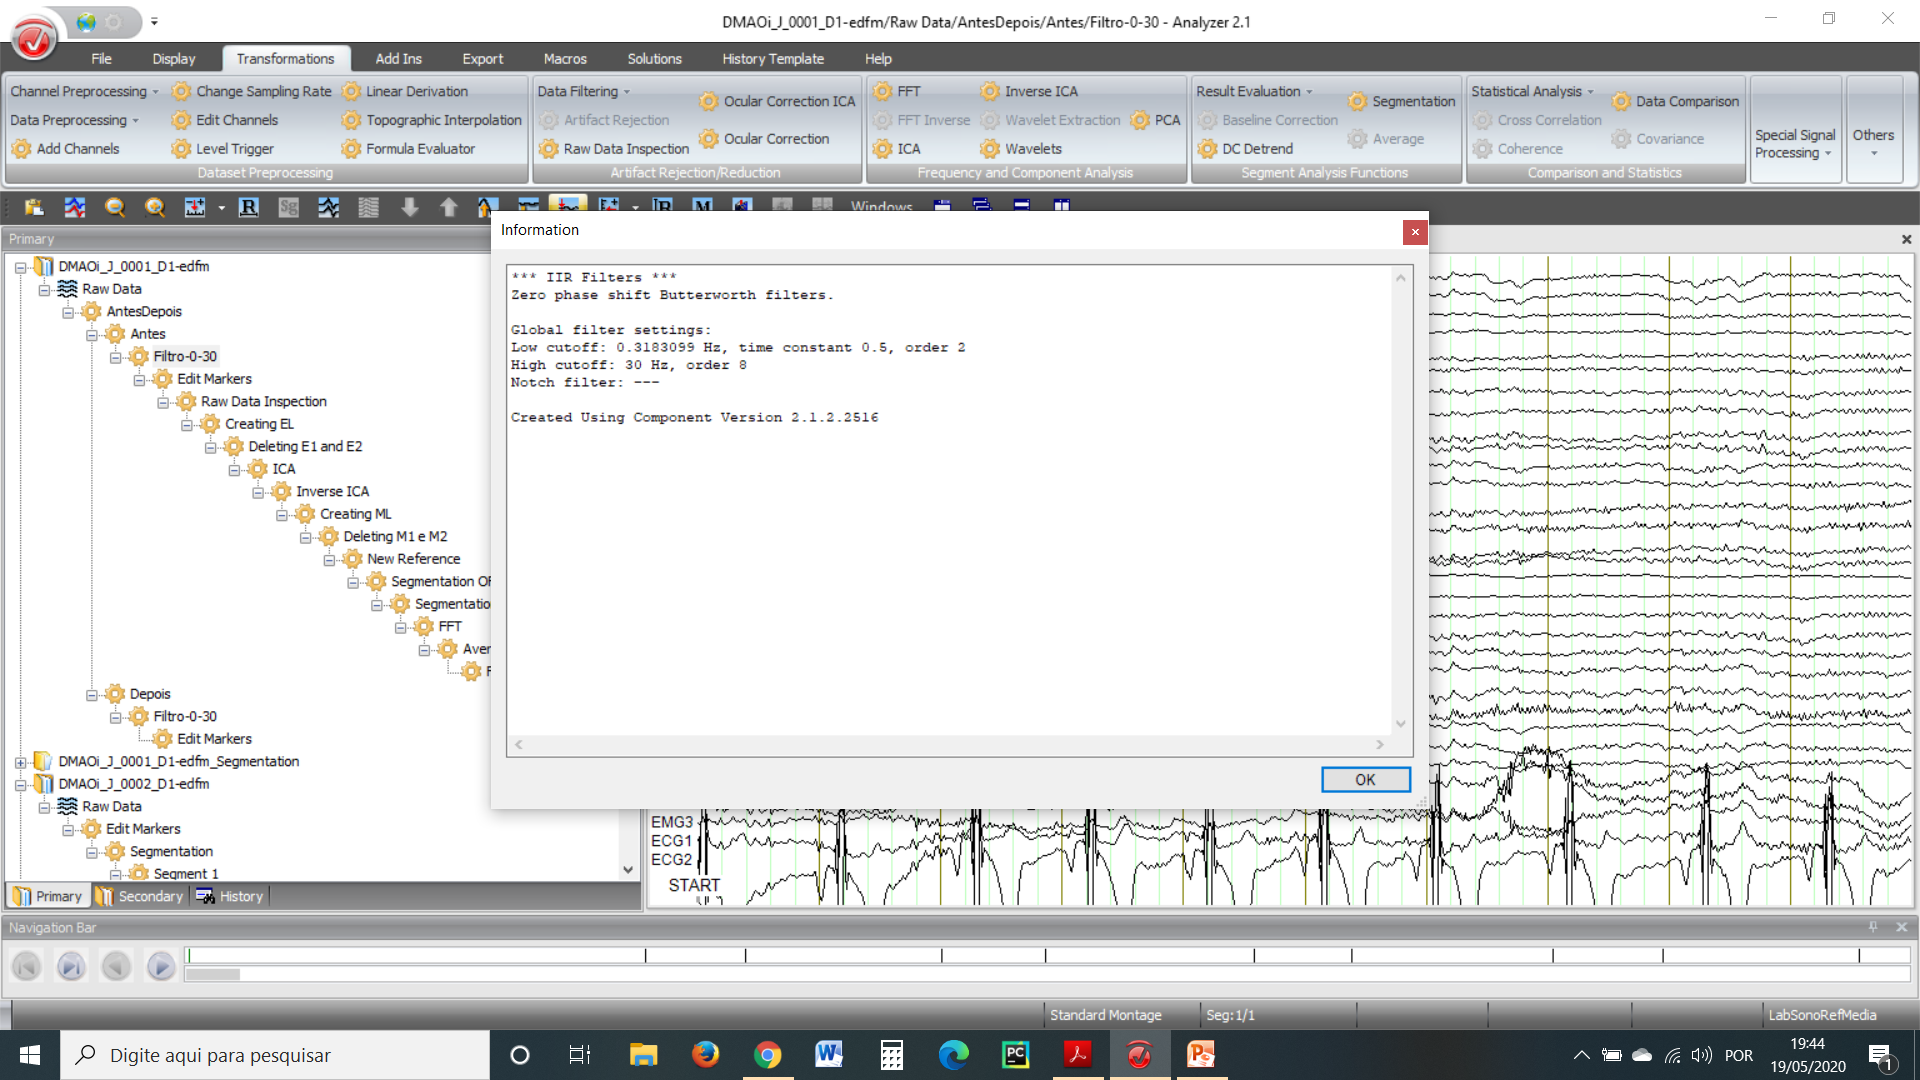 DMAOi_J_0001_D1-edfm/Raw Data/AntesDepois/Antes/Filtro-0-30 - Analyzer 2.1
File Display Transformations Add Ins Export Macros Solutions History Template Help
Channel Preprocessing Change Sampling Rate Linear Derivation
Data Preprocessing Edit Channels Topographic Interpolation
Add Channels Level Trigger Formula Evaluator
Dataset Preprocessing
Data Filtering Ocular Correction ICA
Artifact Rejection
Raw Data Inspection Ocular Correction
Artifact Rejection/Reduction
FFT Inverse ICA
FFT Inverse Wavelet Extraction PCA
ICA Wavelets
Frequency and Component Analysis
Result Evaluation Segmentation
Baseline Correction Average
DC Detrend
Segment Analysis Functions
Statistical Analysis Data Comparison
Cross Correlation Covariance
Coherence
Comparison and Statistics
Special Signal
Processing
Others
R Sg R M Windows
Primary
DMAOi_J_0001_D1-edfm
Raw Data
AntesDepois
Antes
Filtro-0-30
Edit Markers
Raw Data Inspection
Creating EL
Deleting E1 and E2
ICA
Inverse ICA
Creating ML
Deleting M1 e M2
New Reference
Segmentation
Segmentatio
FFT
Aver
Depois
Filtro-0-30
Edit Markers
DMAOi_J_0001_D1-edfm_Segmentation
DMAOi_J_0002_D1-edfm
Raw Data
Edit Markers
Segmentation
Segment 1
Primary Secondary History
Information
*** IIR Filters ***
Zero phase shift Butterworth filters.
Global filter settings:
Low cutoff: 0.3183099 Hz, time constant 0.5, order 2
High cutoff: 30 Hz, order 8
Notch filter: ---
Created Using Component Version 2.1.2.2516
OK
EMG3
ECG1
ECG2
START
Navigation Bar
Standard Montage Seg:1/1 LabSonoRefMedia
Digite aqui para pesquisar
POR
19:44
19/05/2020
1